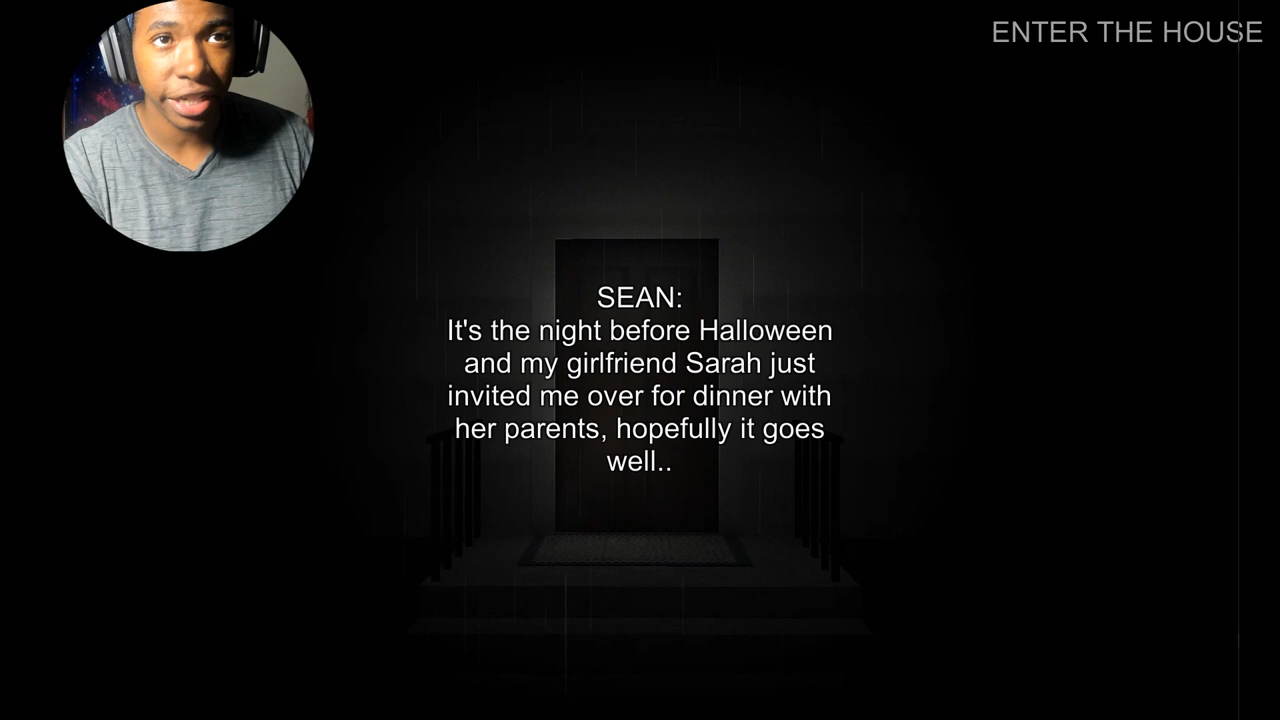 ENTER THE HOUSE
SEAN:
It's the night before Halloween
and my girlfriend Sarah just
invited me over for dinner with
her parents, hopefully it goes
well..